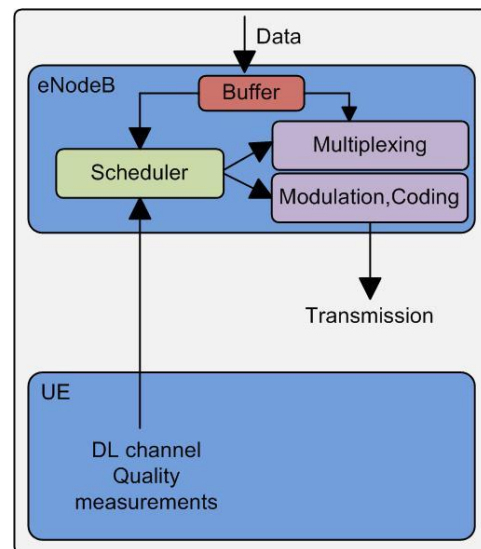 Data
eNodeB
Buffer
Multiplexing
Scheduler
Modulation,Coding
Transmission
UE
DL channel
Quality
measurements